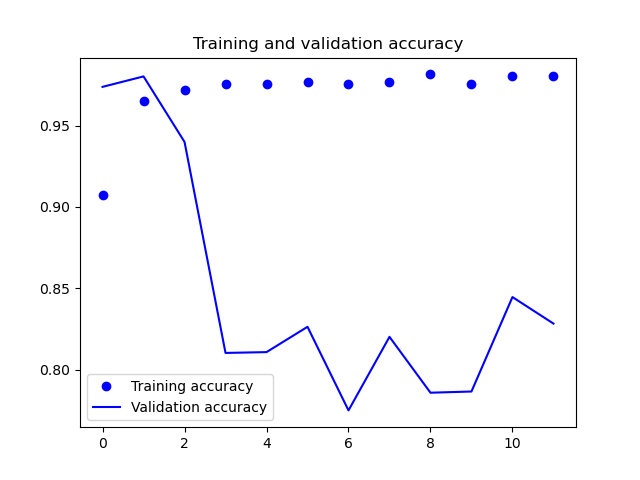 Training and validation accuracy
0.95
0.90
0.85
0.80
Training accuracy
Validation accuracy
0 2 4 6 8 10